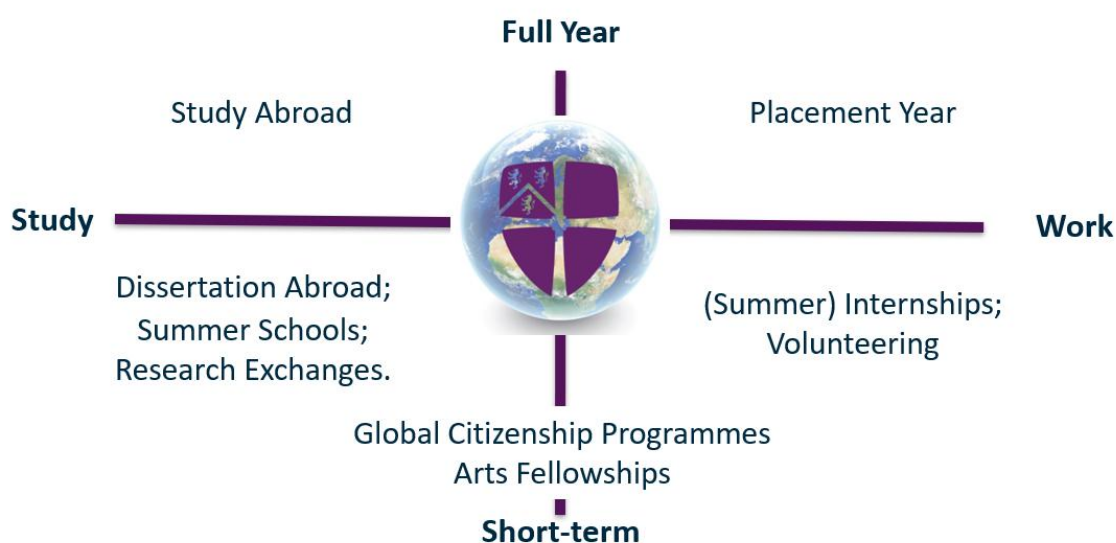 Full Year
Study Abroad
Placement Year
Study
Work
Dissertation Abroad;
Summer Schools;
Research Exchanges.
(Summer) Internships;
Volunteering
Global Citizenship Programmes
Arts Fellowships
Short-term